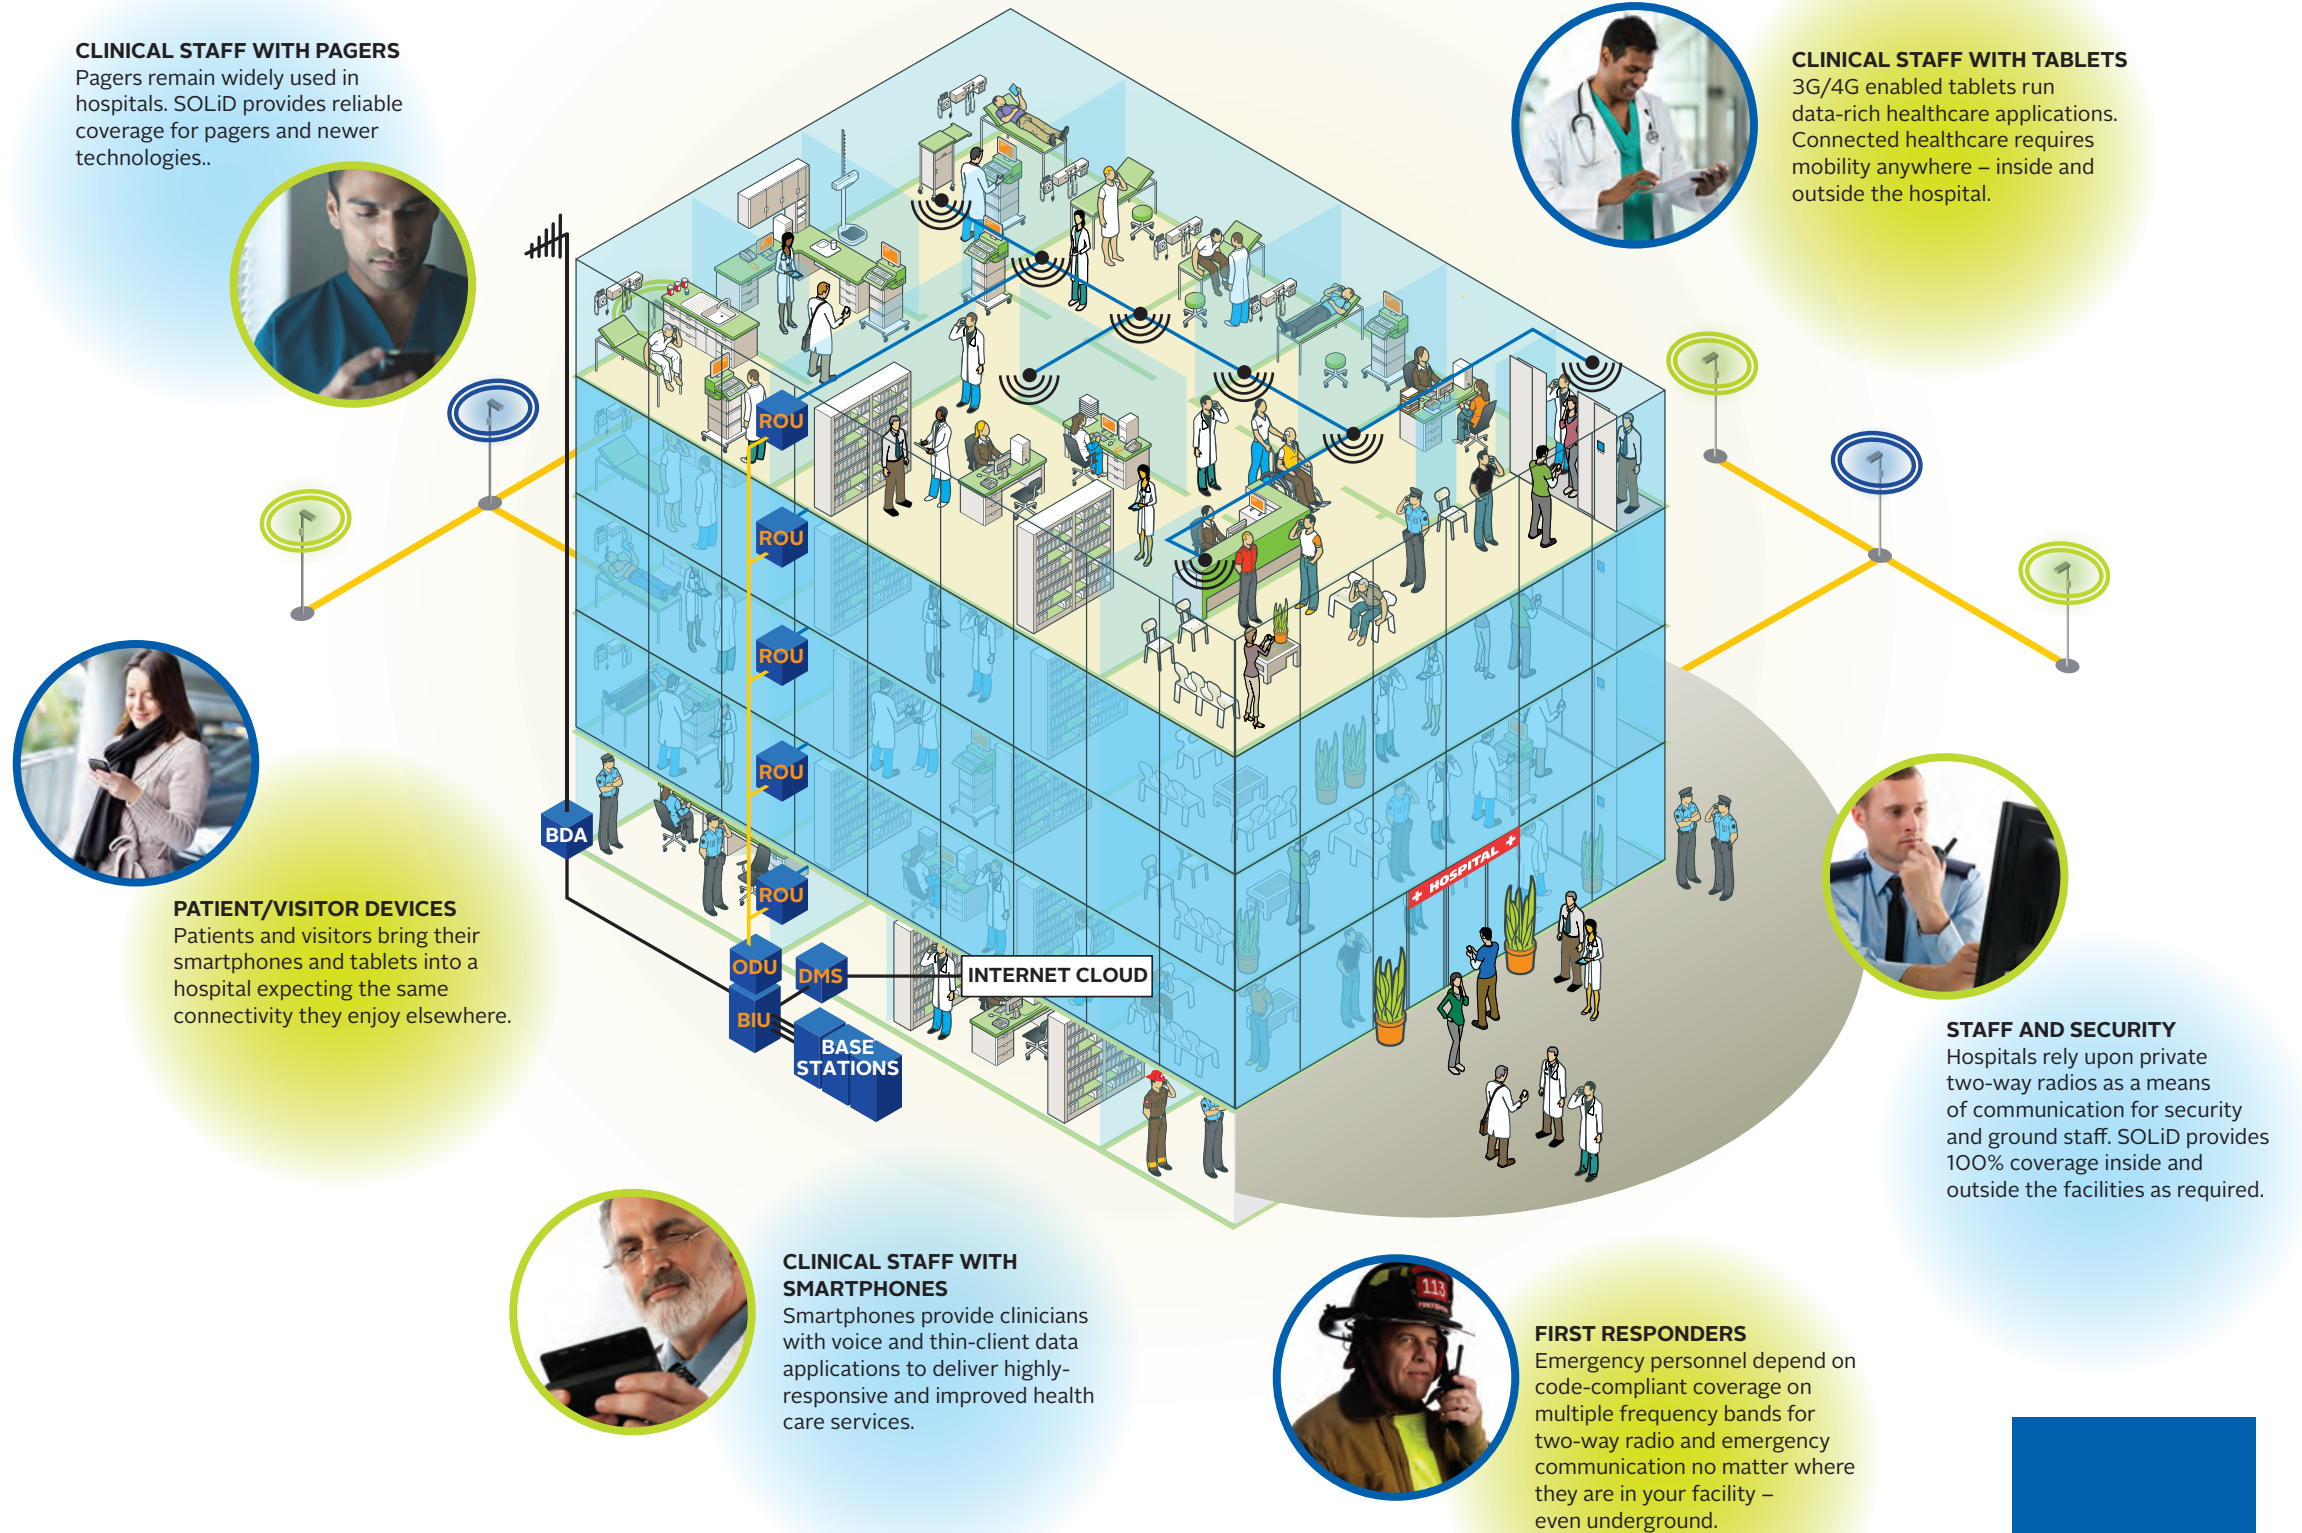 CLINICAL STAFF WITH PAGERS
Pagers remain widely used in
hospitals. SOLiD provides reliable
coverage for pagers and newer
technologies..
CLINICAL STAFF WITH TABLETS
3G/4G enabled tablets run
data-rich healthcare applications.
Connected healthcare requires
mobility anywhere – inside and
outside the hospital.
ROU
ROU
ROU
ROU
ROU
BDA
ODU
DMS
INTERNET CLOUD
BIU
BASE
STATIONS
HOSPITAL
PATIENT/VISITOR DEVICES
Patients and visitors bring their
smartphones and tablets into a
hospital expecting the same
connectivity they enjoy elsewhere.
STAFF AND SECURITY
Hospitals rely upon private
two-way radios as a means
of communication for security
and ground staff. SOLiD provides
100% coverage inside and
outside the facilities as required.
CLINICAL STAFF WITH
SMARTPHONES
Smartphones provide clinicians
with voice and thin-client data
applications to deliver highly-
responsive and improved health
care services.
113
FIREFIGHTER
FIRST RESPONDERS
Emergency personnel depend on
code-compliant coverage on
multiple frequency bands for
two-way radio and emergency
communication no matter where
they are in your facility –
even underground.